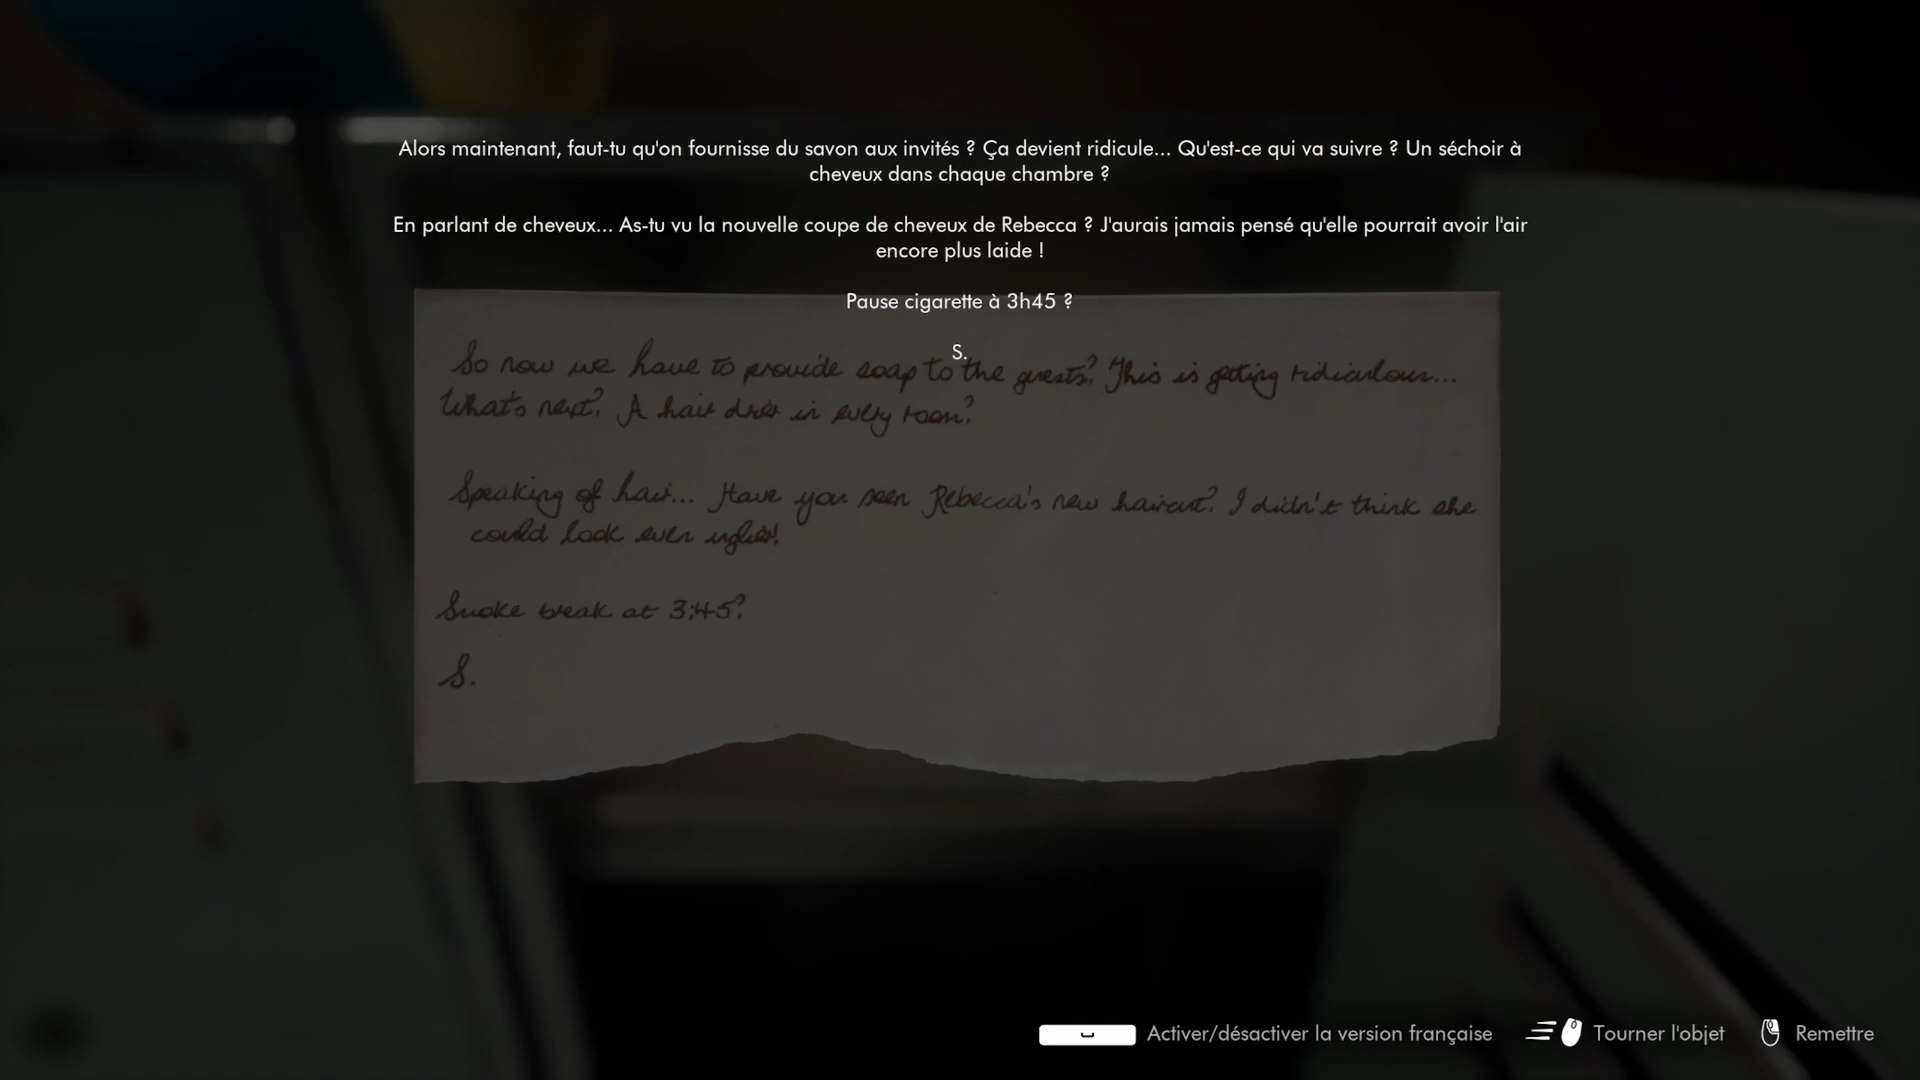 Alors maintenant, faut-tu qu'on fournisse du savon aux invités ? Ça devient ridicule... Qu'est-ce qui va suivre ? Un séchoir à
cheveux dans chaque chambre ?
En parlant de cheveux... As-tu vu la nouvelle coupe de cheveux de Rebecca ? J'aurais jamais pensé qu'elle pourrait avoir l'air
encore plus laide !
Pause cigarette à 3h45 ?
S.
So now we have to provide soap to the guests? This is getting ridiculous...
What's next? A hair drier in every room?
Speaking of hair... Have you seen Rebecca's new haircut? I didn't think she
could look even uglier!
Smoke break at 3:45?
S.
Activer/désactiver la version française
Tourner l'objet
Remettre